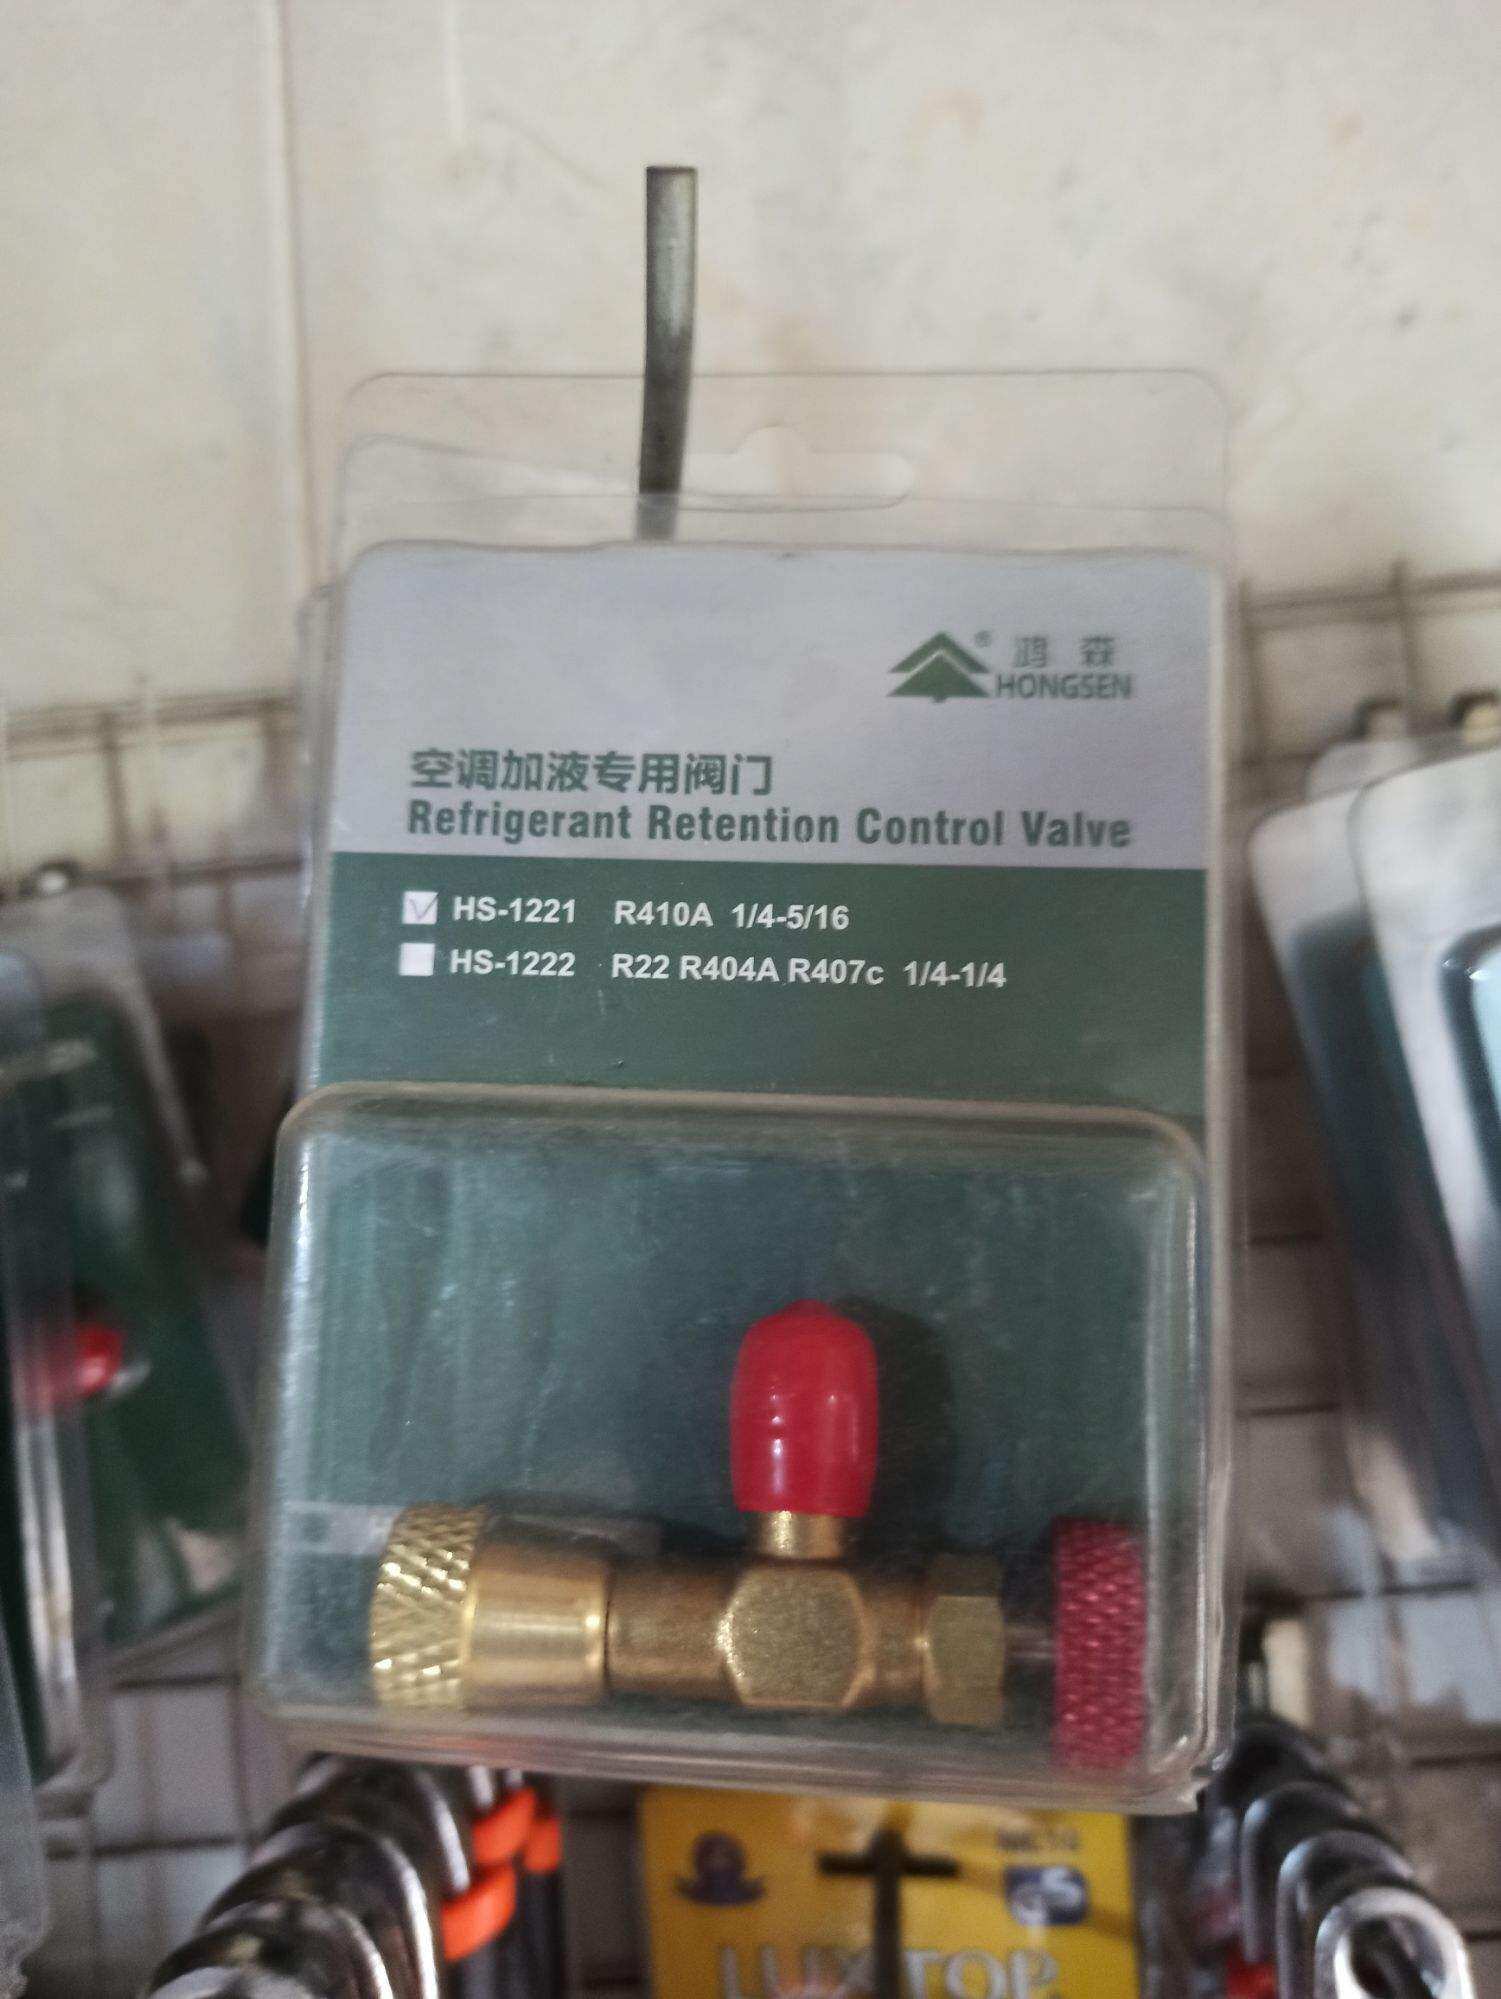 ® 鸿森
HONGSEN
空调加液专用阀门
Refrigerant Retention Control Valve
HS-1221 R410A 1/4-5/16
HS-1222 R22 R404A R407c 1/4-1/4
LUXTOP